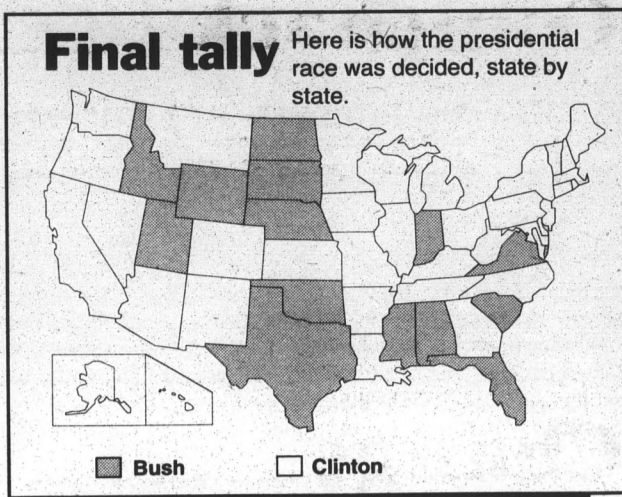 Final tally
Here is how the presidential
race was decided, state by
state.
Bush
Clinton